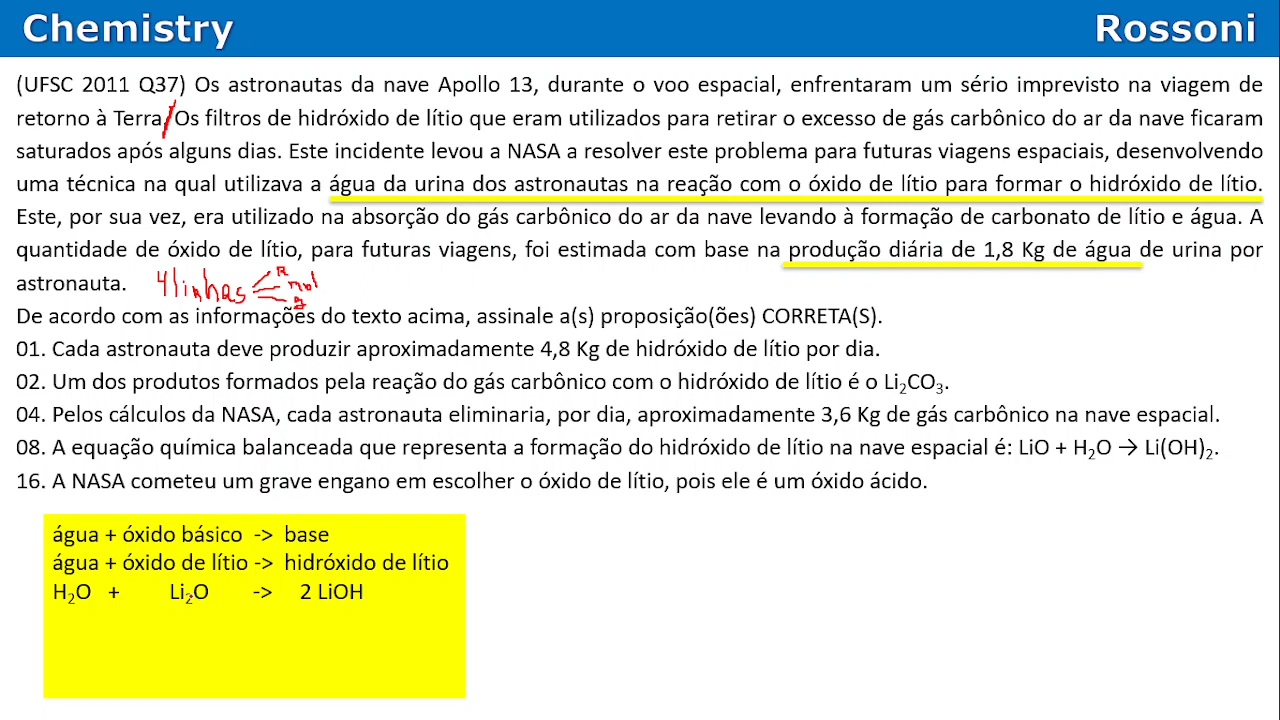 Chemistry Rossoni
(UFSC 2011 Q37) Os astronautas da nave Apollo 13, durante o voo espacial, enfrentaram um sério imprevisto na viagem de
retorno à Terra. Os filtros de hidróxido de lítio que eram utilizados para retirar o excesso de gás carbônico do ar da nave ficaram
saturados após alguns dias. Este incidente levou a NASA a resolver este problema para futuras viagens espaciais, desenvolvendo
uma técnica na qual utilizava a água da urina dos astronautas na reação com o óxido de lítio para formar o hidróxido de lítio.
Este, por sua vez, era utilizado na absorção do gás carbônico do ar da nave levando à formação de carbonato de lítio e água. A
quantidade de óxido de lítio, para futuras viagens, foi estimada com base na produção diária de 1,8 Kg de água de urina por
astronauta.
4 linhas R
mol
g
De acordo com as informações do texto acima, assinale a(s) proposição(ões) CORRETA(S).
01. Cada astronauta deve produzir aproximadamente 4,8 Kg de hidróxido de lítio por dia.
02. Um dos produtos formados pela reação do gás carbônico com o hidróxido de lítio é o Li₂CO₃.
04. Pelos cálculos da NASA, cada astronauta eliminaria, por dia, aproximadamente 3,6 Kg de gás carbônico na nave espacial.
08. A equação química balanceada que representa a formação do hidróxido de lítio na nave espacial é: LiO + H₂O → Li(OH)₂.
16. A NASA cometeu um grave engano em escolher o óxido de lítio, pois ele é um óxido ácido.
água + óxido básico -> base
água + óxido de lítio -> hidróxido de lítio
H₂O + Li₂O -> 2 LiOH